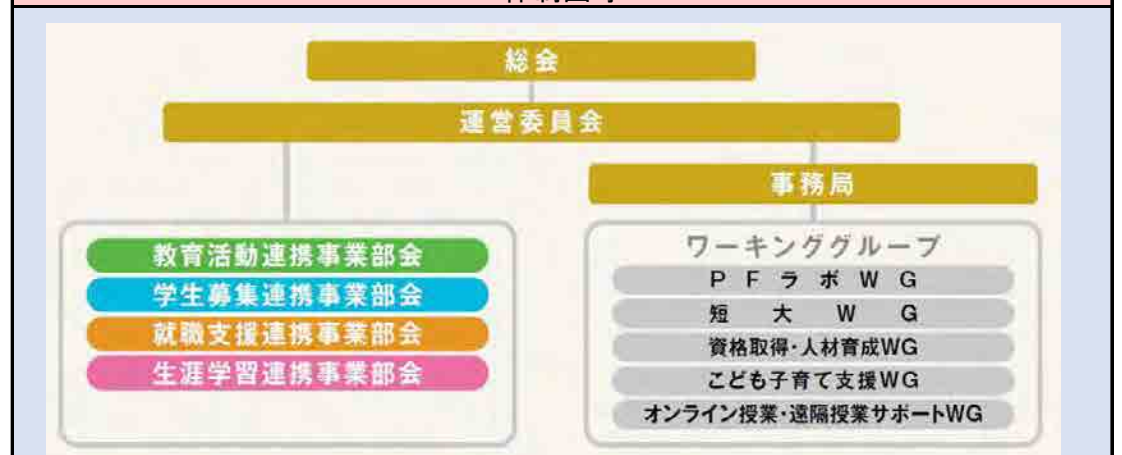 総会
運営委員会
事務局
教育活動連携事業部会
学生募集連携事業部会
就職支援連携事業部会
生涯学習連携事業部会
ワーキンググループ
PFラボWG
短大WG
資格取得・人材育成WG
こども子育て支援WG
オンライン授業・遠隔授業サポートWG